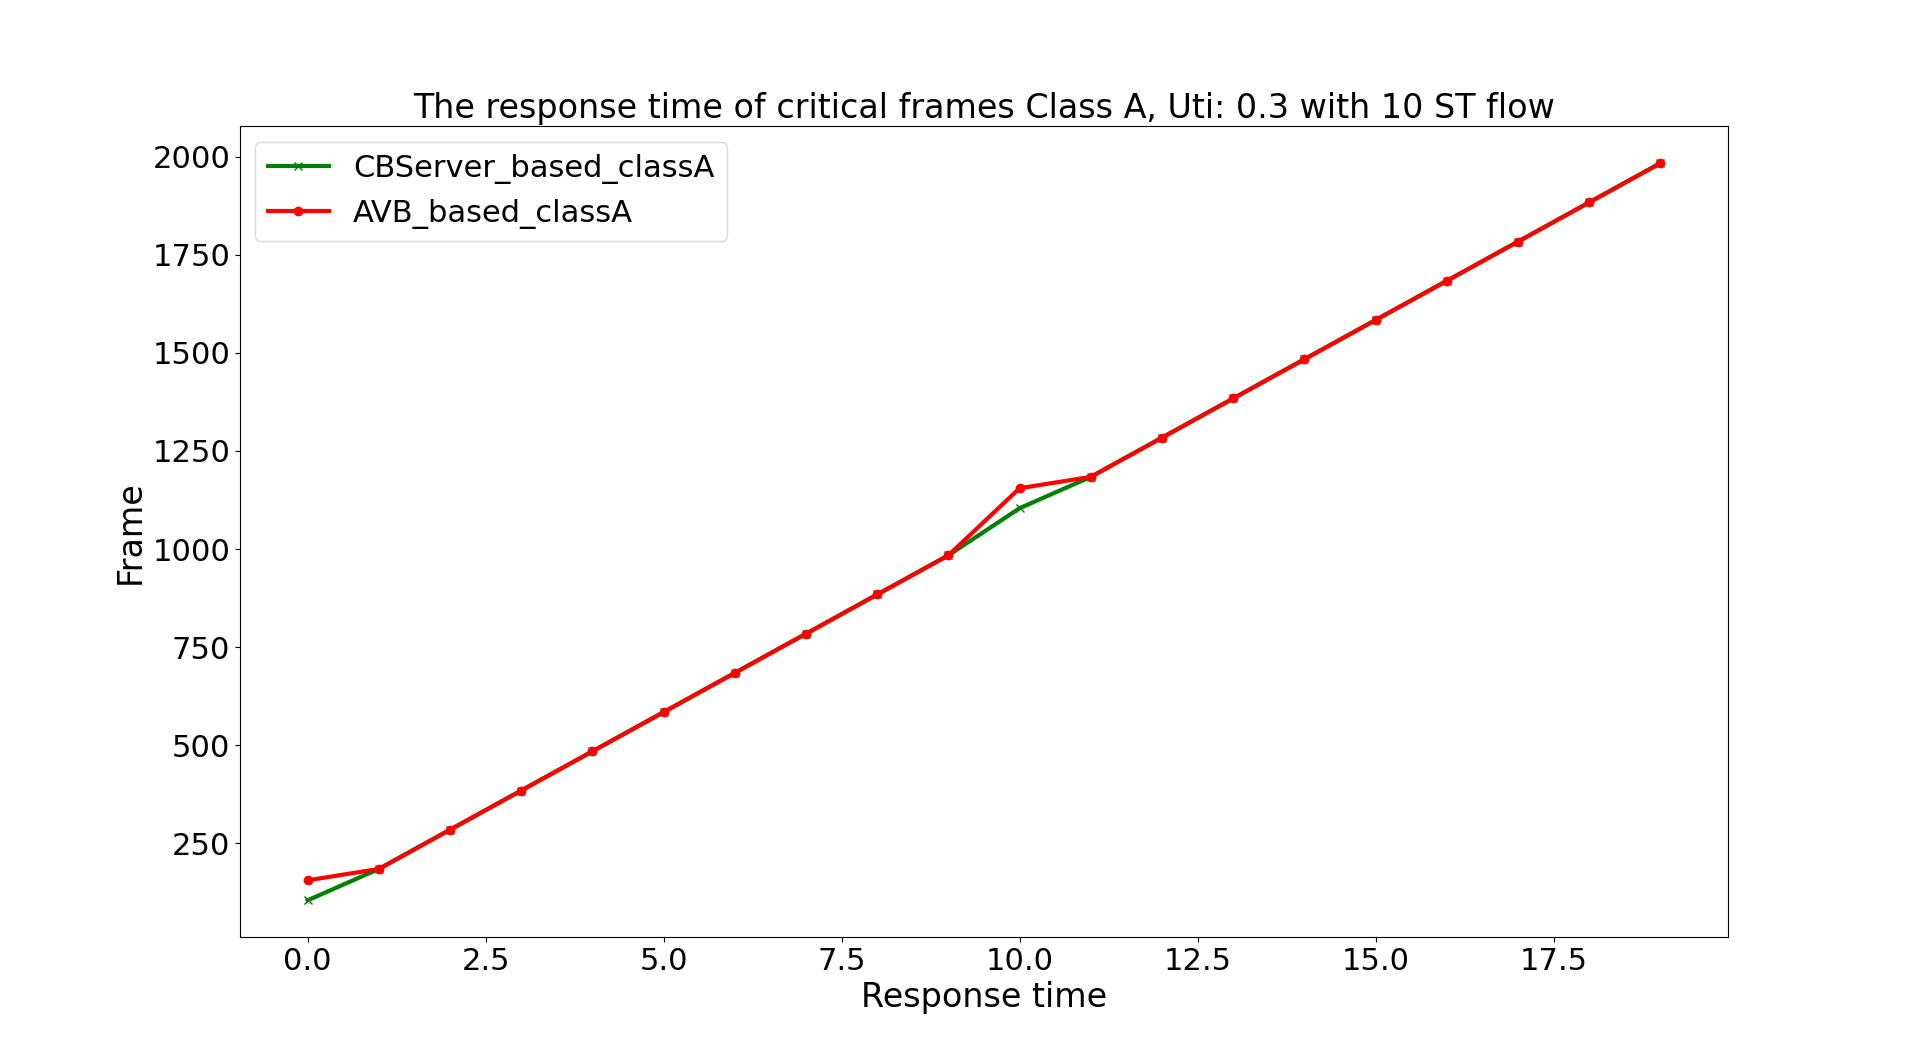 The response time of critical frames Class A, Uti: 0.3 with 10 ST flow
CBServer_based_classA
AVB_based_classA
2000
1750
1500
1250
1000
750
500
250
Frame
0.0 2.5 5.0 7.5 10.0 12.5 15.0 17.5
Response time